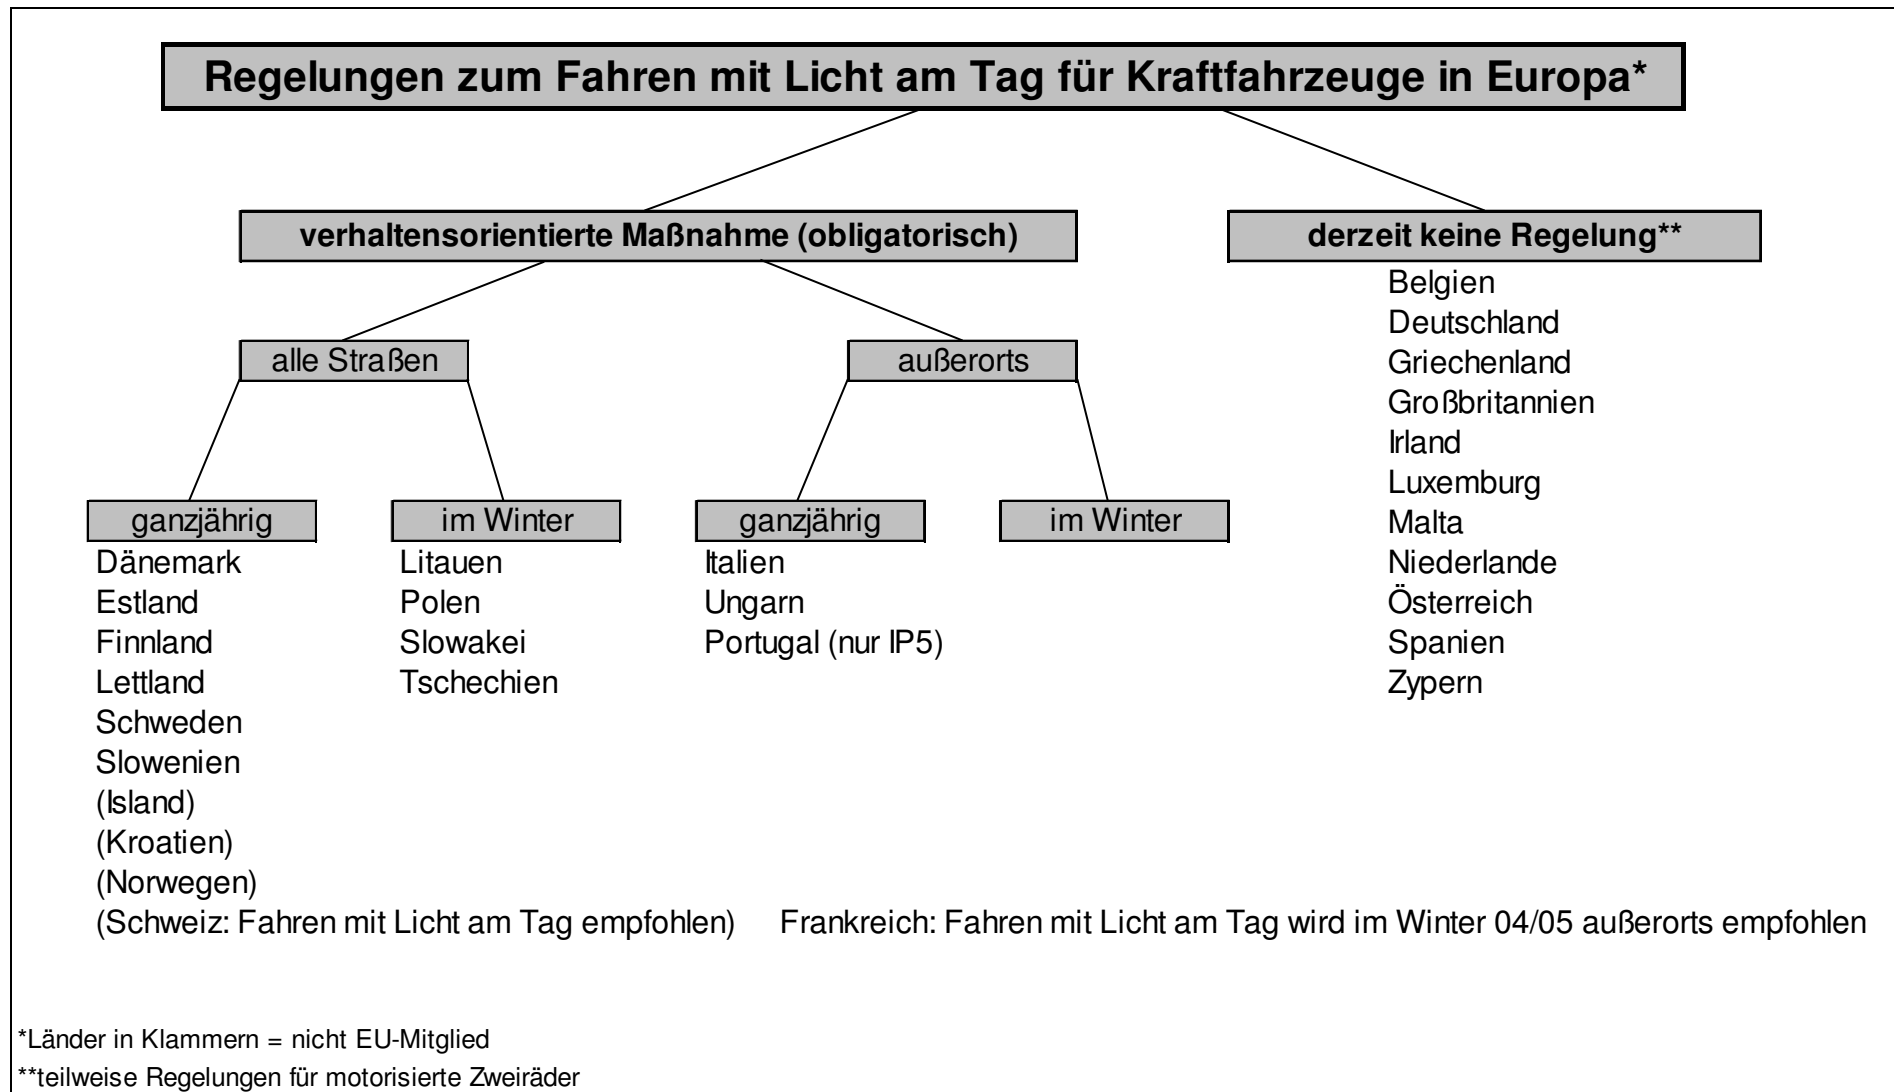 Regelungen zum Fahren mit Licht am Tag für Kraftfahrzeuge in Europa*
verhaltensorientierte Maßnahme (obligatorisch)
derzeit keine Regelung**
alle Straßen
außerorts
ganzjährig
Dänemark
Estland
Finnland
Lettland
Schweden
Slowenien
(Island)
(Kroatien)
(Norwegen)
(Schweiz: Fahren mit Licht am Tag empfohlen)
im Winter
Litauen
Polen
Slowakei
Tschechien
ganzjährig
Italien
Ungarn
Portugal (nur IP5)
im Winter
Frankreich: Fahren mit Licht am Tag wird im Winter 04/05 außerorts empfohlen
Belgien
Deutschland
Griechenland
Großbritannien
Irland
Luxemburg
Malta
Niederlande
Österreich
Spanien
Zypern
*Länder in Klammern = nicht EU-Mitglied
**teilweise Regelungen für motorisierte Zweiräder